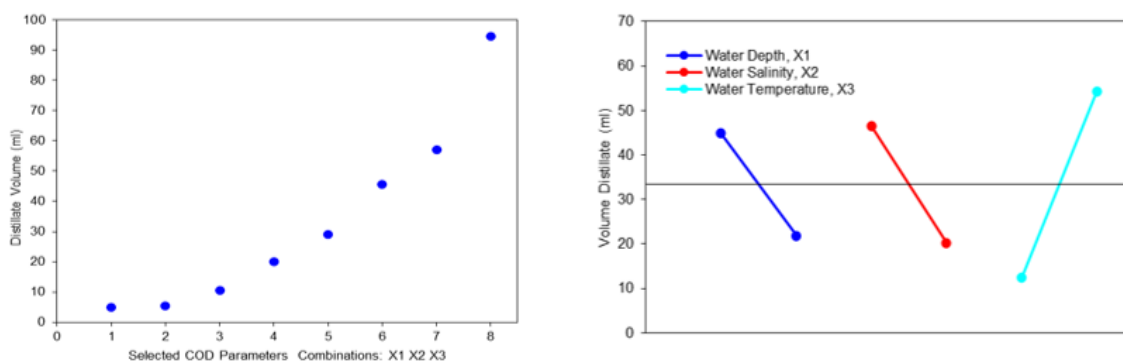 Distillate Volume (ml)
100
90
80
70
60
50
40
30
20
10
0
0 1 2 3 4 5 6 7 8
Selected COD Parameters Combinations: X1 X2 X3
Volume Distillate (ml)
70
60
50
40
30
20
10
0
Water Depth, X1
Water Salinity, X2
Water Temperature, X3